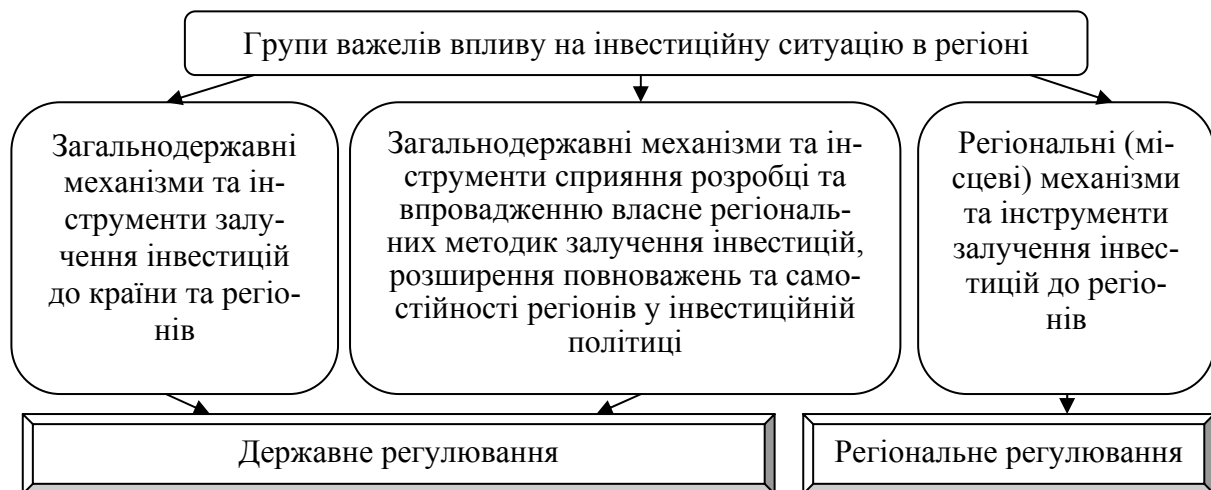 Групи важелів впливу на інвестиційну ситуацію в регіоні
Загальнодержавні
механізми та ін-
струменти залу-
чення інвестицій
до країни та регіо-
нів
Загальнодержавні механізми та ін-
струменти сприяння розробці та
впровадженню власне регіональ-
них методик залучення інвестицій,
розширення повноважень та само-
стійності регіонів у інвестиційній
політиці
Регіональні (мі-
сцеві) механізми
та інструменти
залучення інвес-
тицій до регіо-
нів
Державне регулювання
Регіональне регулювання